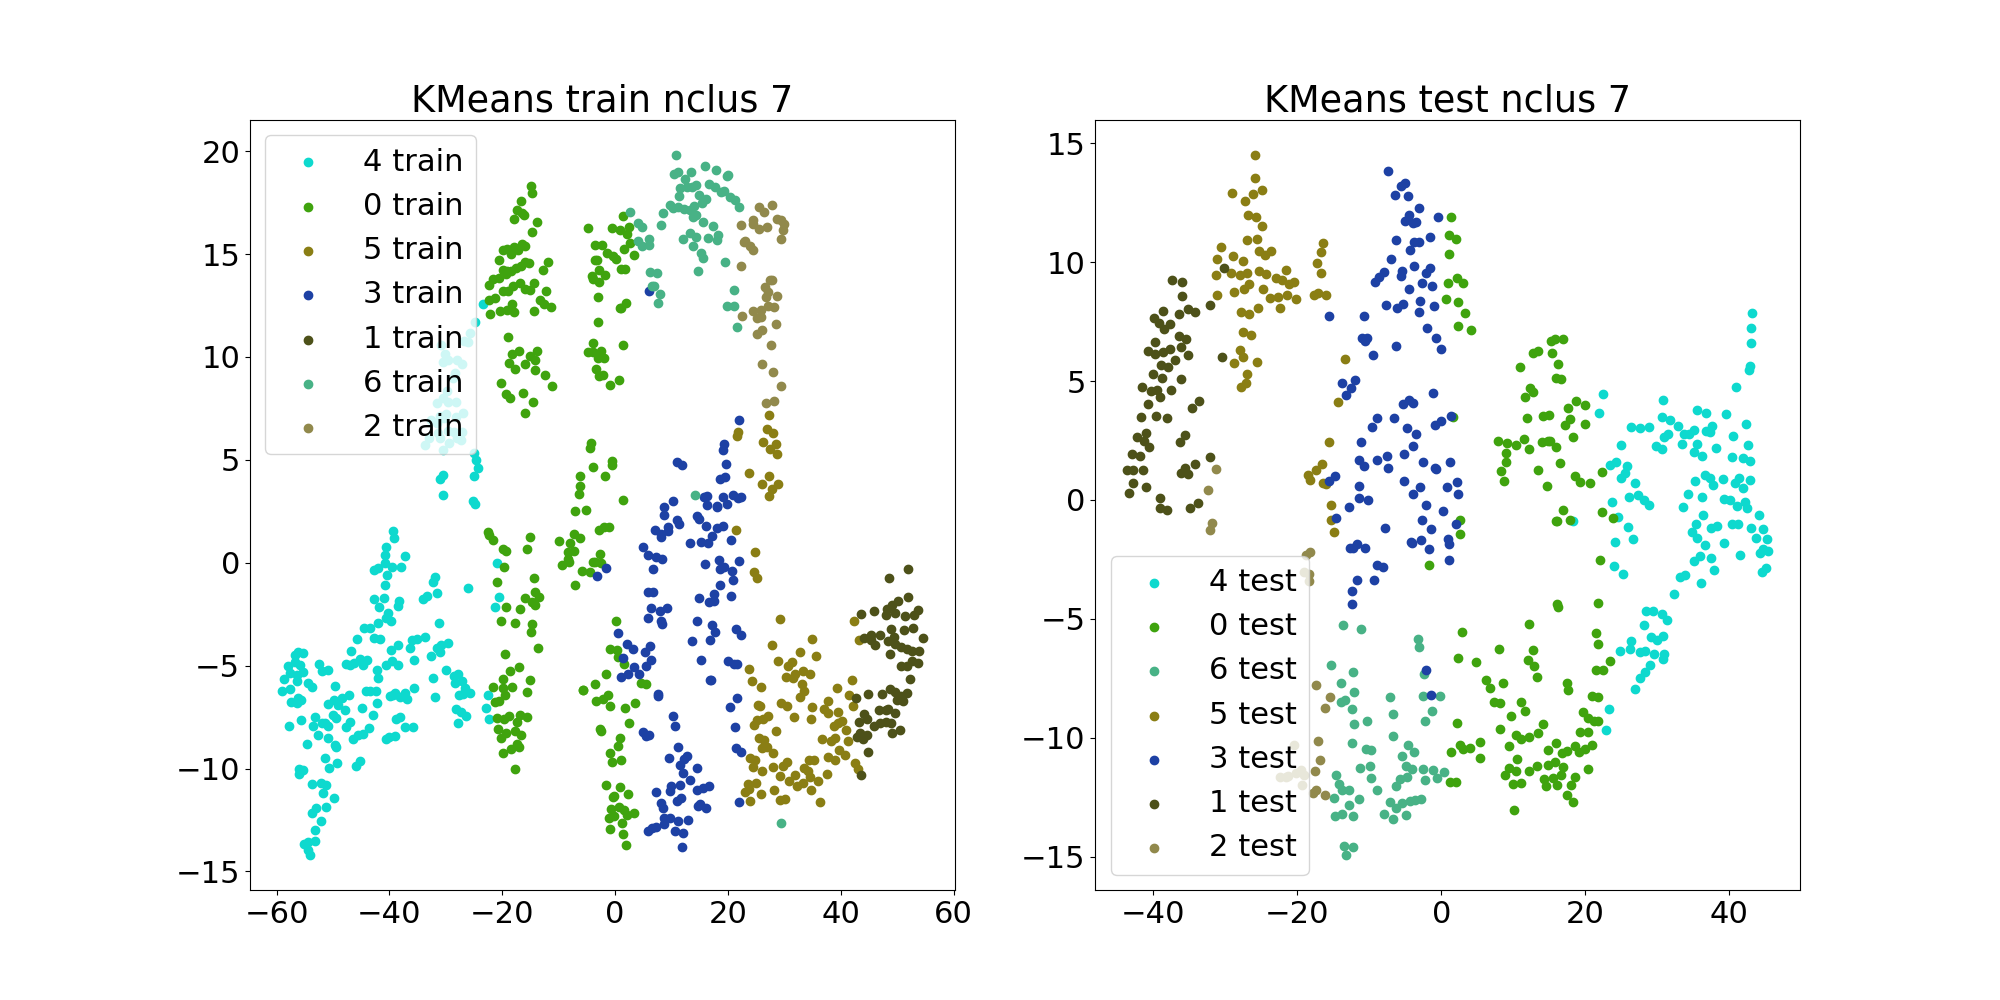 KMeans train nclus 7
20
15
10
5
0
−5
−10
−15
−60 −40 −20 0 20 40 60
4 train
0 train
5 train
3 train
1 train
6 train
2 train
KMeans test nclus 7
15
10
5
0
−5
−10
−15
−40 −20 0 20 40
4 test
0 test
6 test
5 test
3 test
1 test
2 test